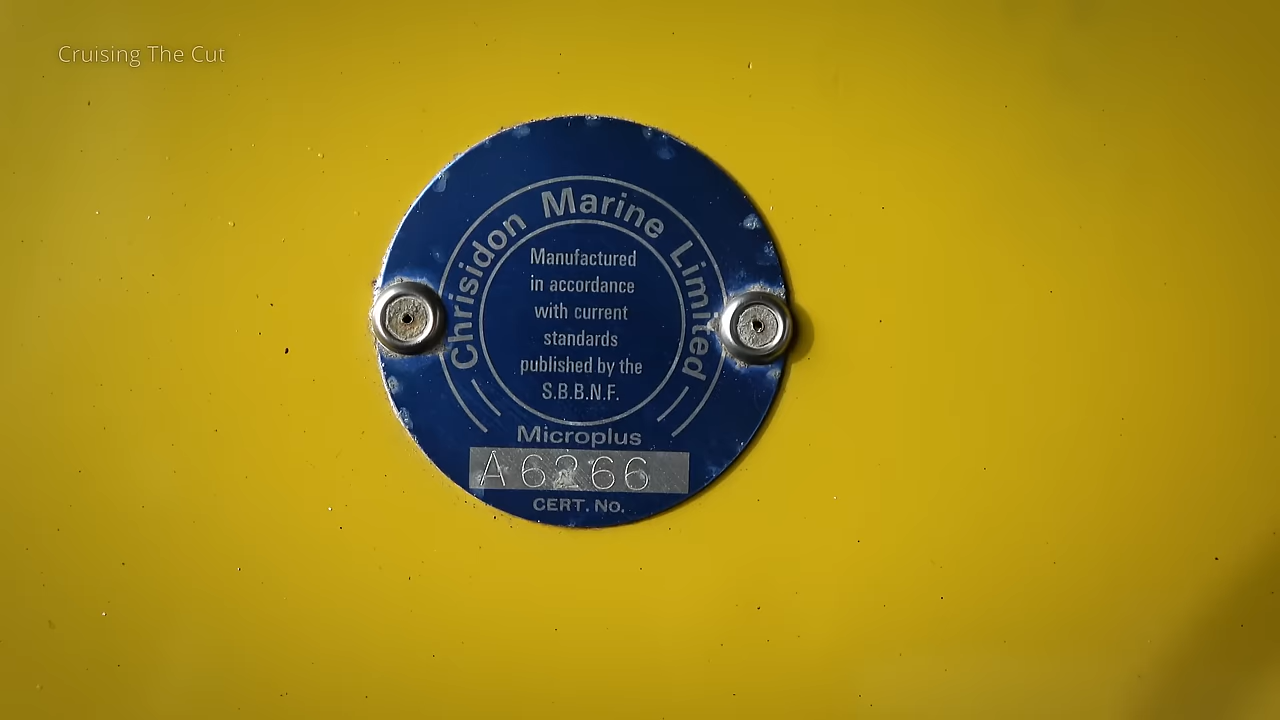 Cruising The Cut
Chrisidon Marine Limited
Manufactured
in accordance
with current
standards
published by the
S.B.B.N.F.
Microplus
A6266
CERT. No.